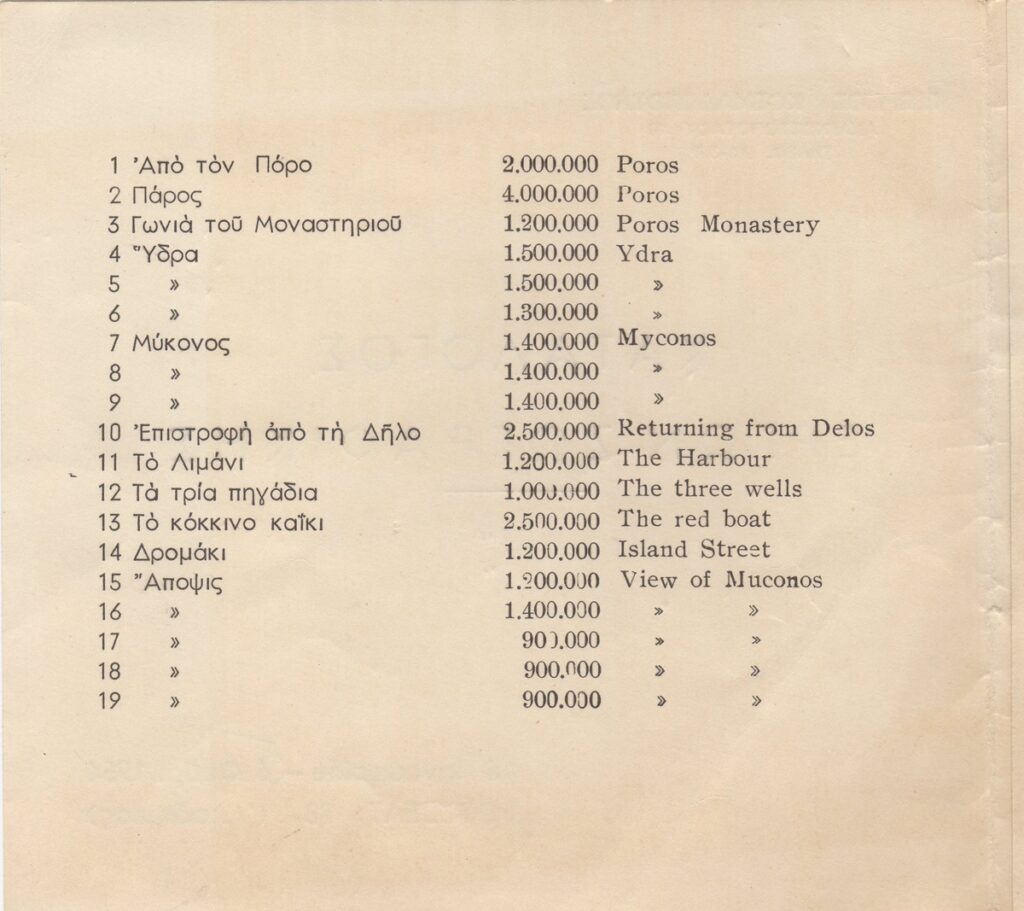 1 Ἀπὸ τὸν Πόρο 2.000.000 Poros
2 Πάρος 4.000.000 Poros
3 Γωνιὰ τοῦ Μοναστηριοῦ 1.200.000 Poros Monastery
4 Ὕδρα 1.500.000 Ydra
5 » 1.500.000 »
6 » 1.300.000 »
7 Μύκονος 1.400.000 Myconos
8 » 1.400.000 »
9 » 1.400.000 »
10 Ἐπιστροφὴ ἀπὸ τὴ Δῆλο 2.500.000 Returning from Delos
11 Τὸ Λιμάνι 1.200.000 The Harbour
12 Τὰ τρία πηγάδια 1.000.000 The three wells
13 Τὸ κόκκινο καΐκι 2.500.000 The red boat
14 Δρομάκι 1.200.000 Island Street
15 Ἄποψις 1.200.000 View of Muconos
16 » 1.400.000 » »
17 » 900.000 » »
18 » 900.000 » »
19 » 900.000 » »